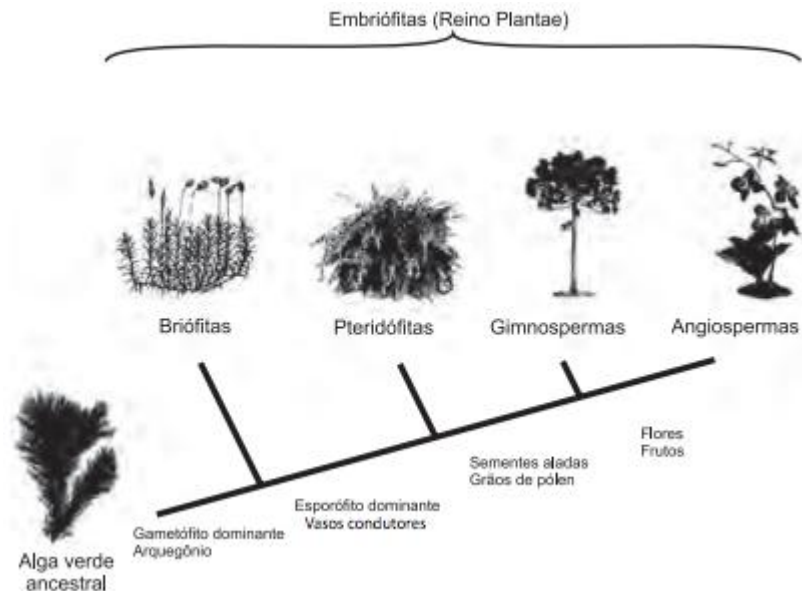 Embriófitas (Reino Plantae)
Briófitas
Pteridófitas
Gimnospermas
Angiospermas
Flores
Frutos
Sementes aladas
Grãos de pólen
Esporófito dominante
Vasos condutores
Gametófito dominante
Arquegônio
Alga verde
ancestral